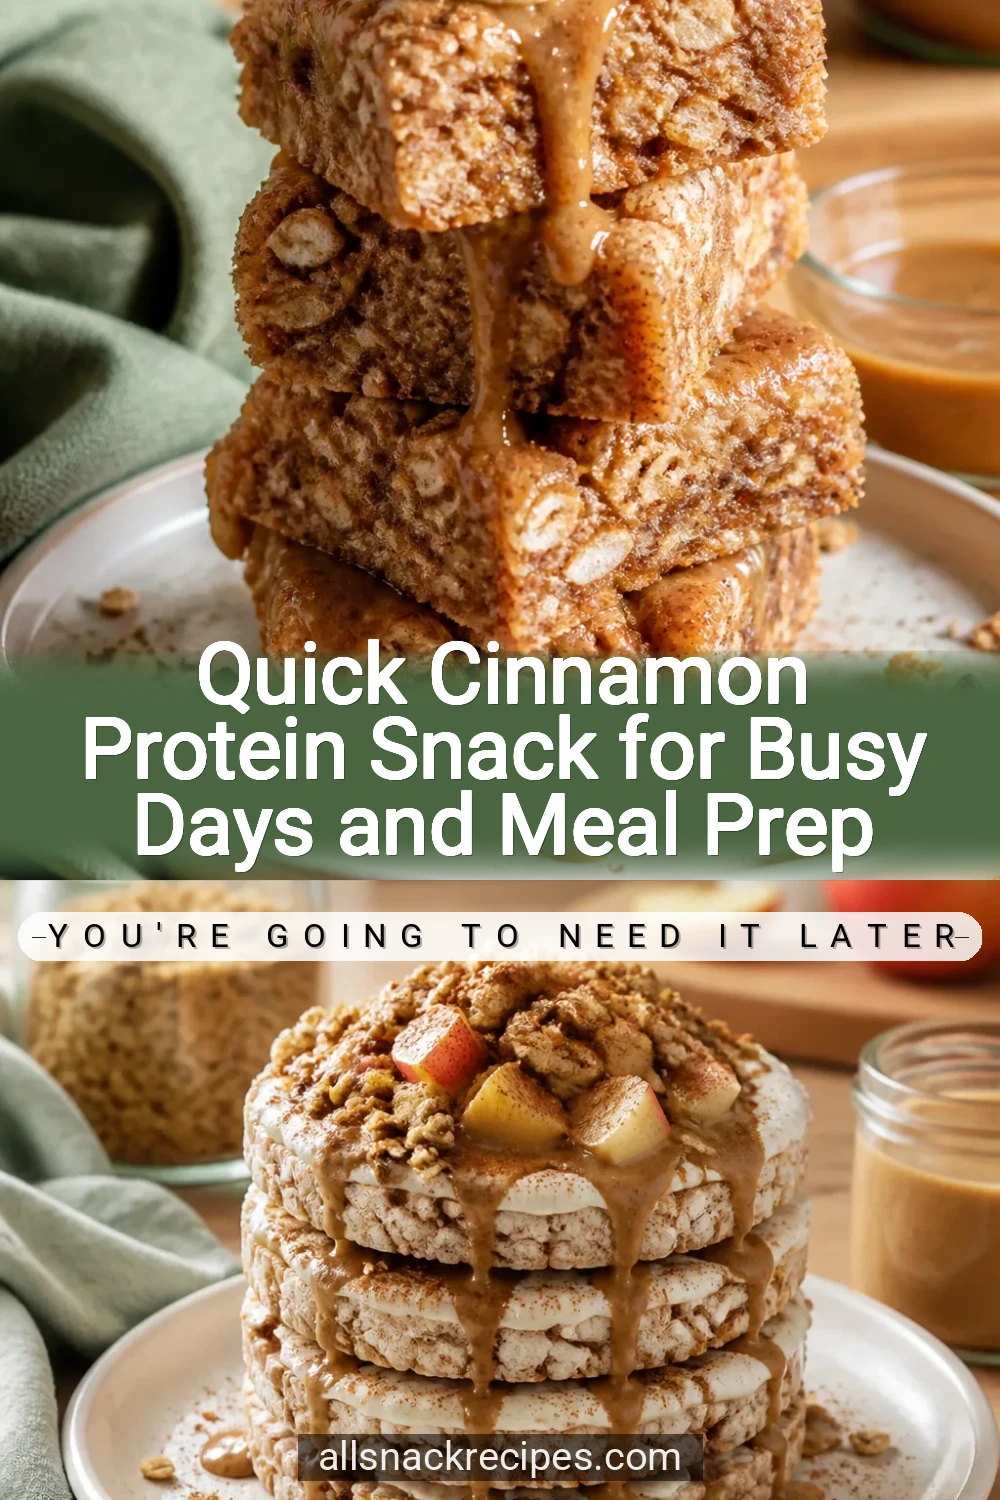 Quick Cinnamon
Protein Snack for Busy
Days and Meal Prep
–YOU'RE GOING TO NEED IT LATER–
allsnackrecipes.com